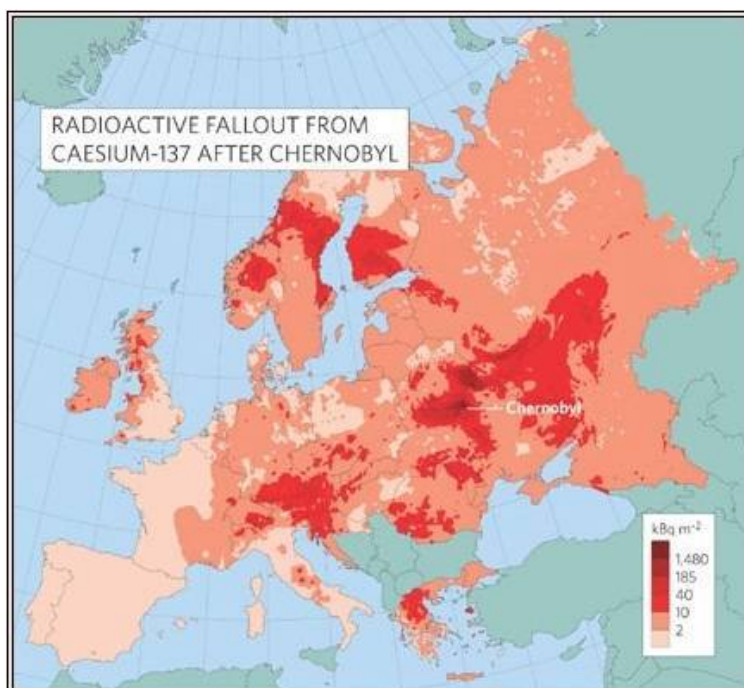 RADIOACTIVE FALLOUT FROM
CAESIUM-137 AFTER CHERNOBYL
Chernobyl
kBq m⁻²
1,480
185
40
10
2